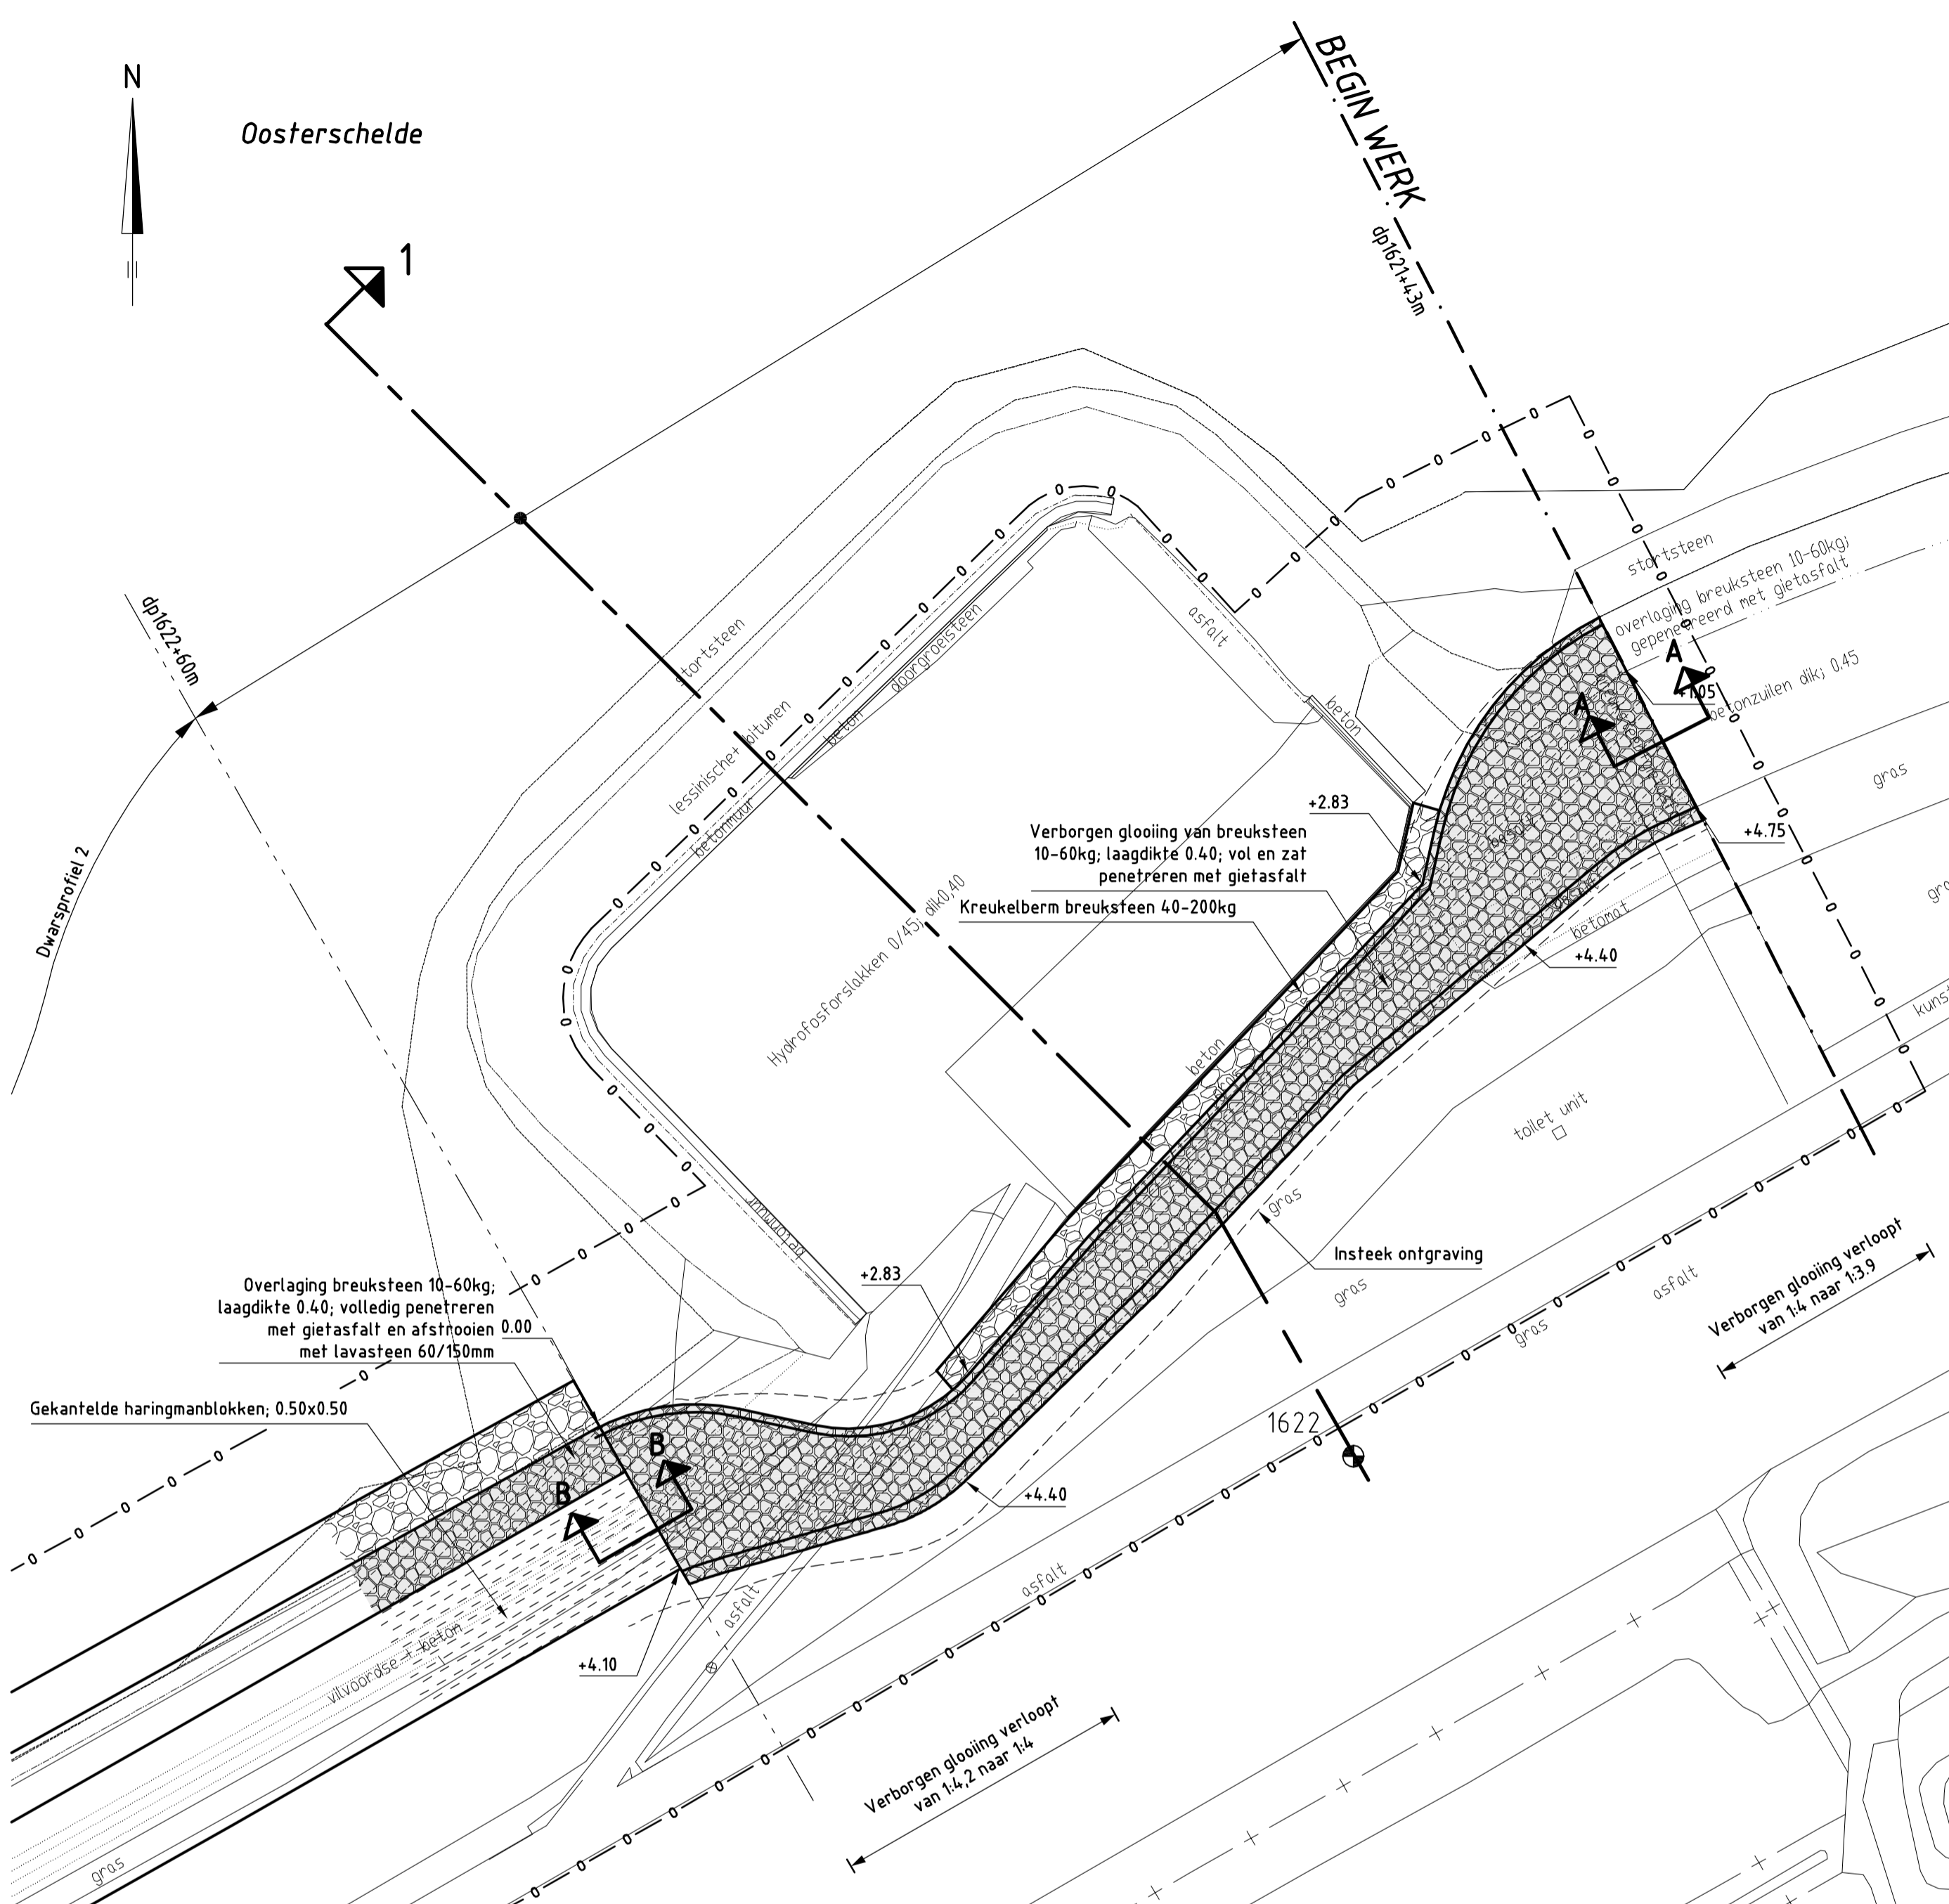 N
Oosterschelde
BEGIN WERK
dp1621+43m
1
dp1622+60m
Dwarsprofiel 2
stortsteen
lessinische+ bitumen
betonmuur
beton
doorgroeisteen
asfalt
beton
stortsteen
overlaging breuksteen 10-60kg;
gepenetreerd met gietasfalt
A
A
betonzuilen dik; 0.45
gras
+2.83
+4.75
Verborgen glooiing van breuksteen
10-60kg; laagdikte 0.40; vol en zat
penetreren met gietasfalt
Kreukelberm breuksteen 40-200kg
Hydrofosforslakken 0/45; dik0,40
betomat
+4.40
beton
toilet unit
gras
Insteek ontgraving
gras
betonmuur
+2.83
Overlaging breuksteen 10-60kg;
laagdikte 0.40; volledig penetreren
met gietasfalt en afstrooien
met lavasteen 60/150mm
0.00
Gekantelde haringmanblokken; 0.50x0.50
B
B
1622
+4.40
asfalt
gras
Verborgen glooiing verloopt
van 1:4 naar 1:3.9
asfalt
asfalt
+4.10
vilvoordse + beton
Verborgen glooiing verloopt
van 1:4,2 naar 1:4
gras